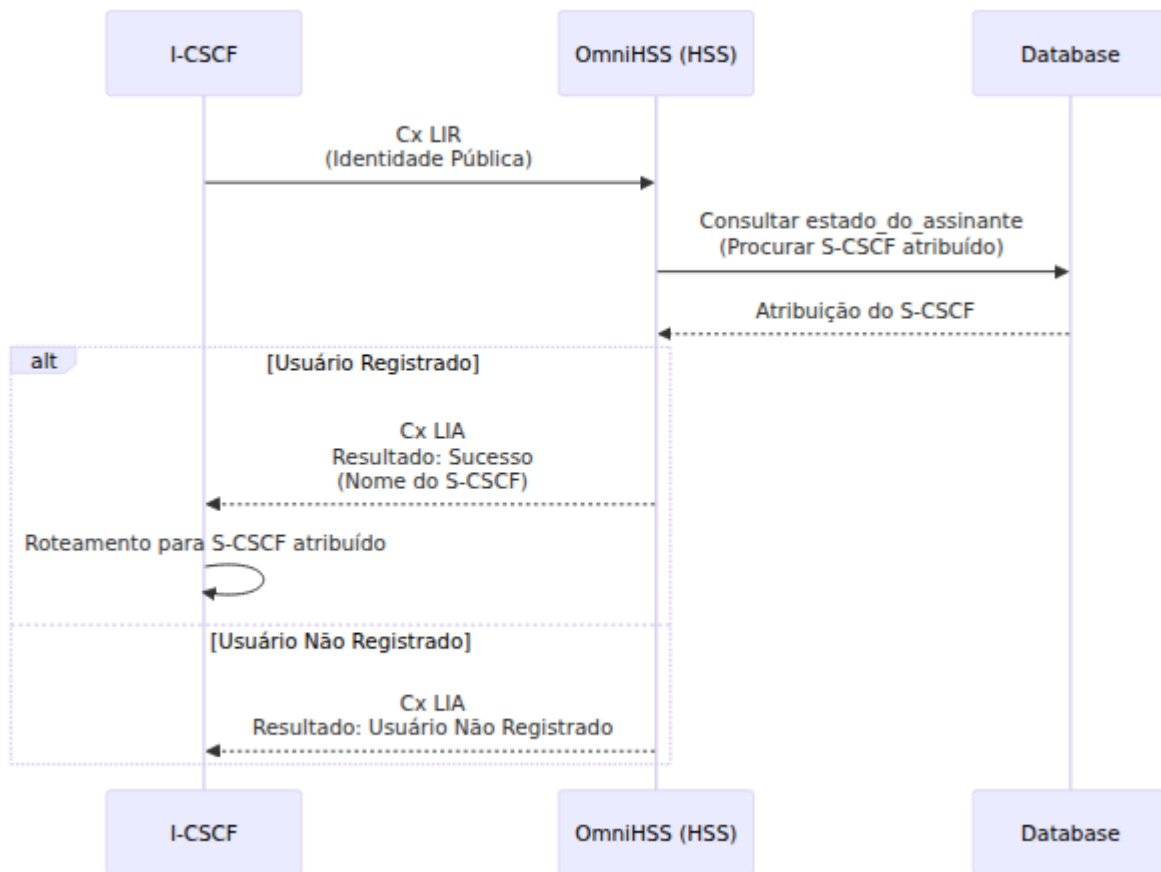 I-CSCF
OmniHSS (HSS)
Database
Cx LIR
(Identidade Pública)
Consultar estado_do_assinante
(Procurar S-CSCF atribuído)
Atribuição do S-CSCF
alt
[Usuário Registrado]
Cx LIA
Resultado: Sucesso
(Nome do S-CSCF)
Roteamento para S-CSCF atribuído
[Usuário Não Registrado]
Cx LIA
Resultado: Usuário Não Registrado
I-CSCF
OmniHSS (HSS)
Database